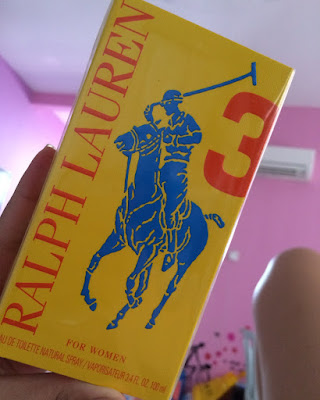 RALPH LAUREN
3
FOR WOMEN
EAU DE TOILETTE NATURAL SPRAY / VAPORISATEUR 3.4 FL. OZ. 100 ml